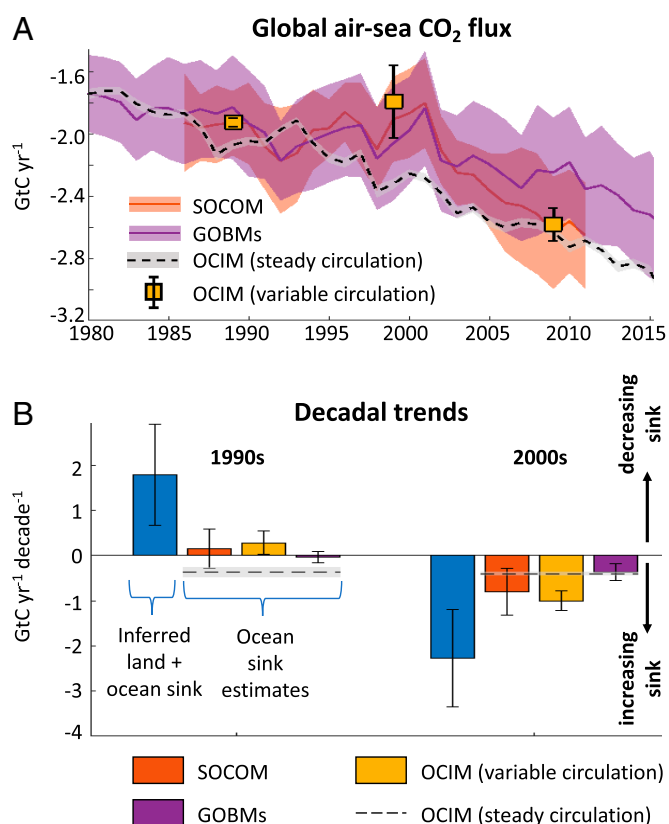 A
Global air-sea CO₂ flux
GtC yr⁻¹
-1.6
-2.0
-2.4
-2.8
-3.2
SOCOM
GOBMs
OCIM (steady circulation)
OCIM (variable circulation)
1980 1985 1990 1995 2000 2005 2010 2015
B
Decadal trends
GtC yr⁻¹ decade⁻¹
2
1
0
-1
-2
-3
-4
1990s
2000s
decreasing
sink
increasing
sink
Inferred
land +
ocean sink
Ocean
sink
estimates
SOCOM
OCIM (variable circulation)
GOBMs
OCIM (steady circulation)